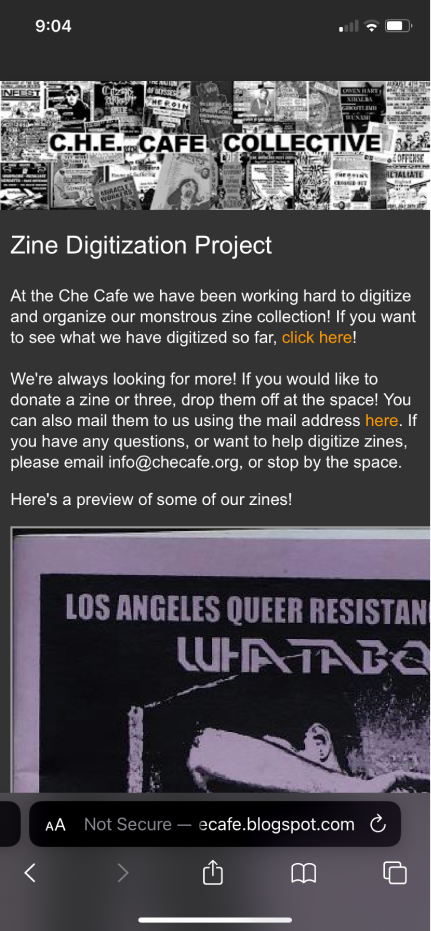 9:04
C.H.E. CAFE COLLECTIVE
Zine Digitization Project
At the Che Cafe we have been working hard to digitize
and organize our monstrous zine collection! If you want
to see what we have digitized so far, click here!
We're always looking for more! If you would like to
donate a zine or three, drop them off at the space! You
can also mail them to us using the mail address here. If
you have any questions, or want to help digitize zines,
please email info@checafe.org, or stop by the space.
Here's a preview of some of our zines!
LOS ANGELES QUEER RESISTAN
WHATABO
AA Not Secure — ecafe.blogspot.com